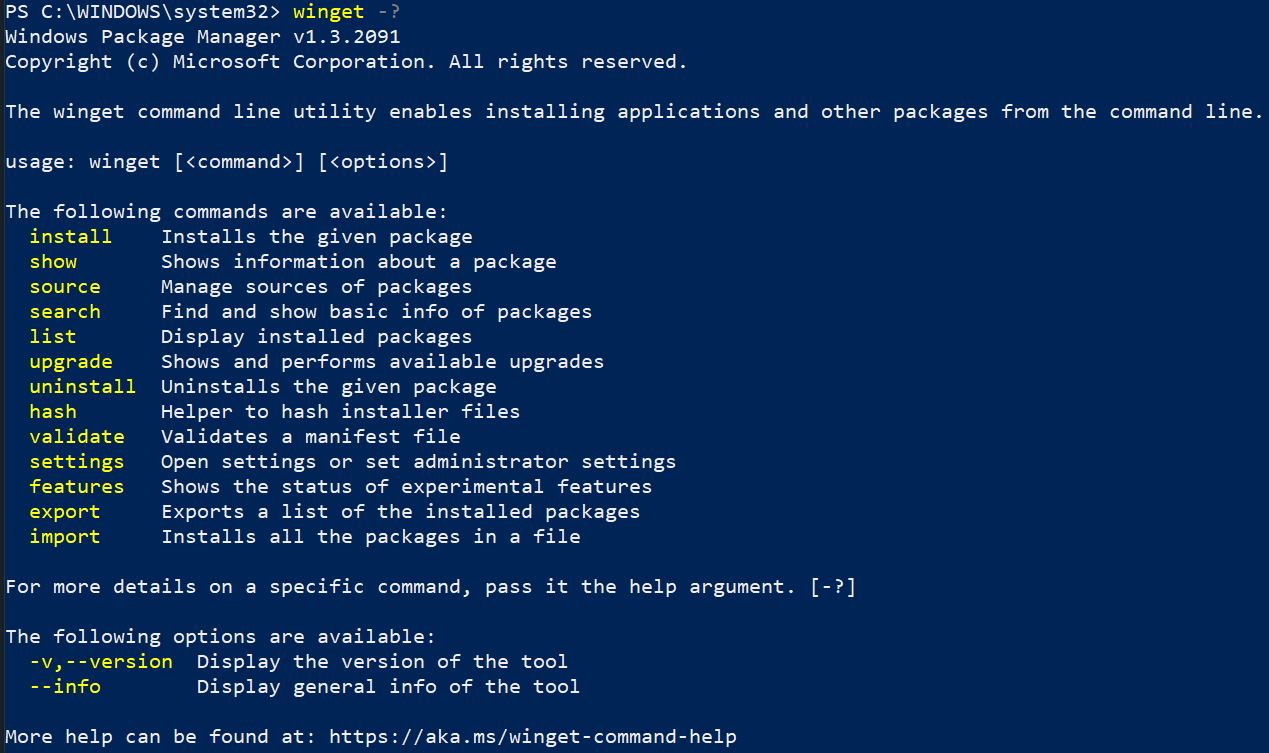 PS C:\WINDOWS\system32> winget -?
Windows Package Manager v1.3.2091
Copyright (c) Microsoft Corporation. All rights reserved.
The winget command line utility enables installing applications and other packages from the command line.
usage: winget [<command>] [<options>]
The following commands are available:
install    Installs the given package
show       Shows information about a package
source     Manage sources of packages
search     Find and show basic info of packages
list       Display installed packages
upgrade    Shows and performs available upgrades
uninstall  Uninstalls the given package
hash       Helper to hash installer files
validate   Validates a manifest file
settings   Open settings or set administrator settings
features   Shows the status of experimental features
export     Exports a list of the installed packages
import     Installs all the packages in a file
For more details on a specific command, pass it the help argument. [-?]
The following options are available:
-v,--version  Display the version of the tool
--info        Display general info of the tool
More help can be found at: https://aka.ms/winget-command-help